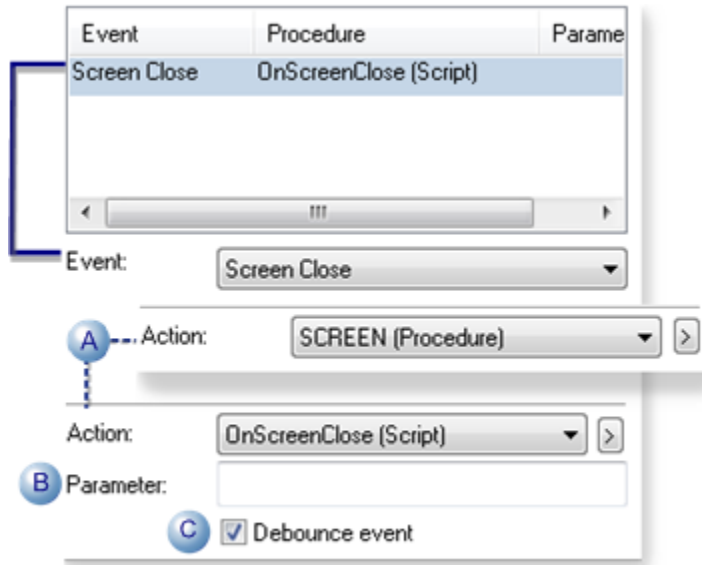 Event Procedure Parame
Screen Close OnScreenClose (Script)
Event: Screen Close
A Action: SCREEN (Procedure) >
Action: OnScreenClose (Script) >
B Parameter:
C Debounce event